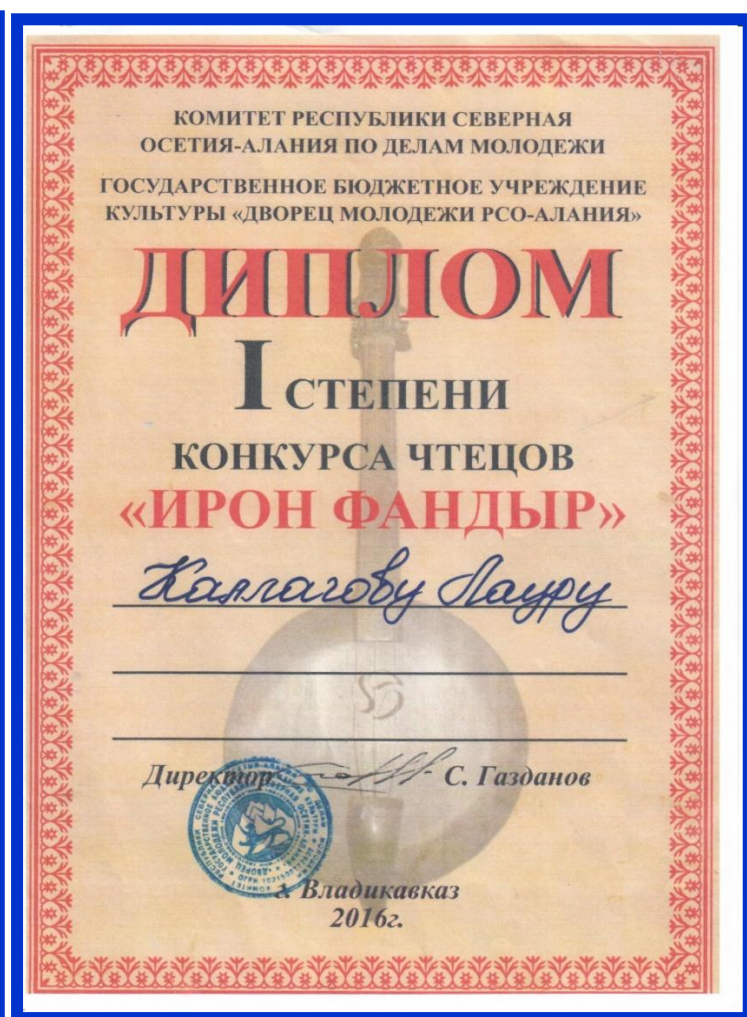 КОМИТЕТ РЕСПУБЛИКИ СЕВЕРНАЯ
ОСЕТИЯ-АЛАНИЯ ПО ДЕЛАМ МОЛОДЕЖИ
ГОСУДАРСТВЕННОЕ БЮДЖЕТНОЕ УЧРЕЖДЕНИЕ
КУЛЬТУРЫ «ДВОРЕЦ МОЛОДЕЖИ РСО-АЛАНИЯ»
ДИПЛОМ
I СТЕПЕНИ
КОНКУРСА ЧТЕЦОВ
«ИРОН ФАНДЫР»
Каллагову Лауру
Директор С. Газданов
г. Владикавказ
2016г.